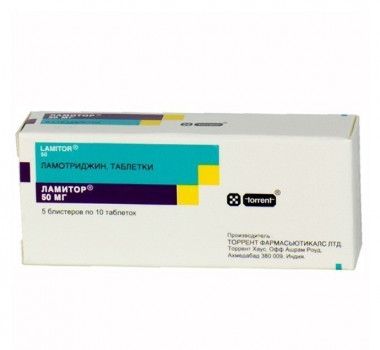 LAMITOR®
50
ЛАМОТРИДЖИН, ТАБЛЕТКИ
ЛАМИТОР®
50 МГ
5 блистеров по 10 таблеток
torrent
Производитель:
ТОРРЕНТ ФАРМАСЬЮТИКАЛС ЛТД.
Торрент Хаус, Офф Ашрам Роуд,
Ахмедабад 380 009, Индия.